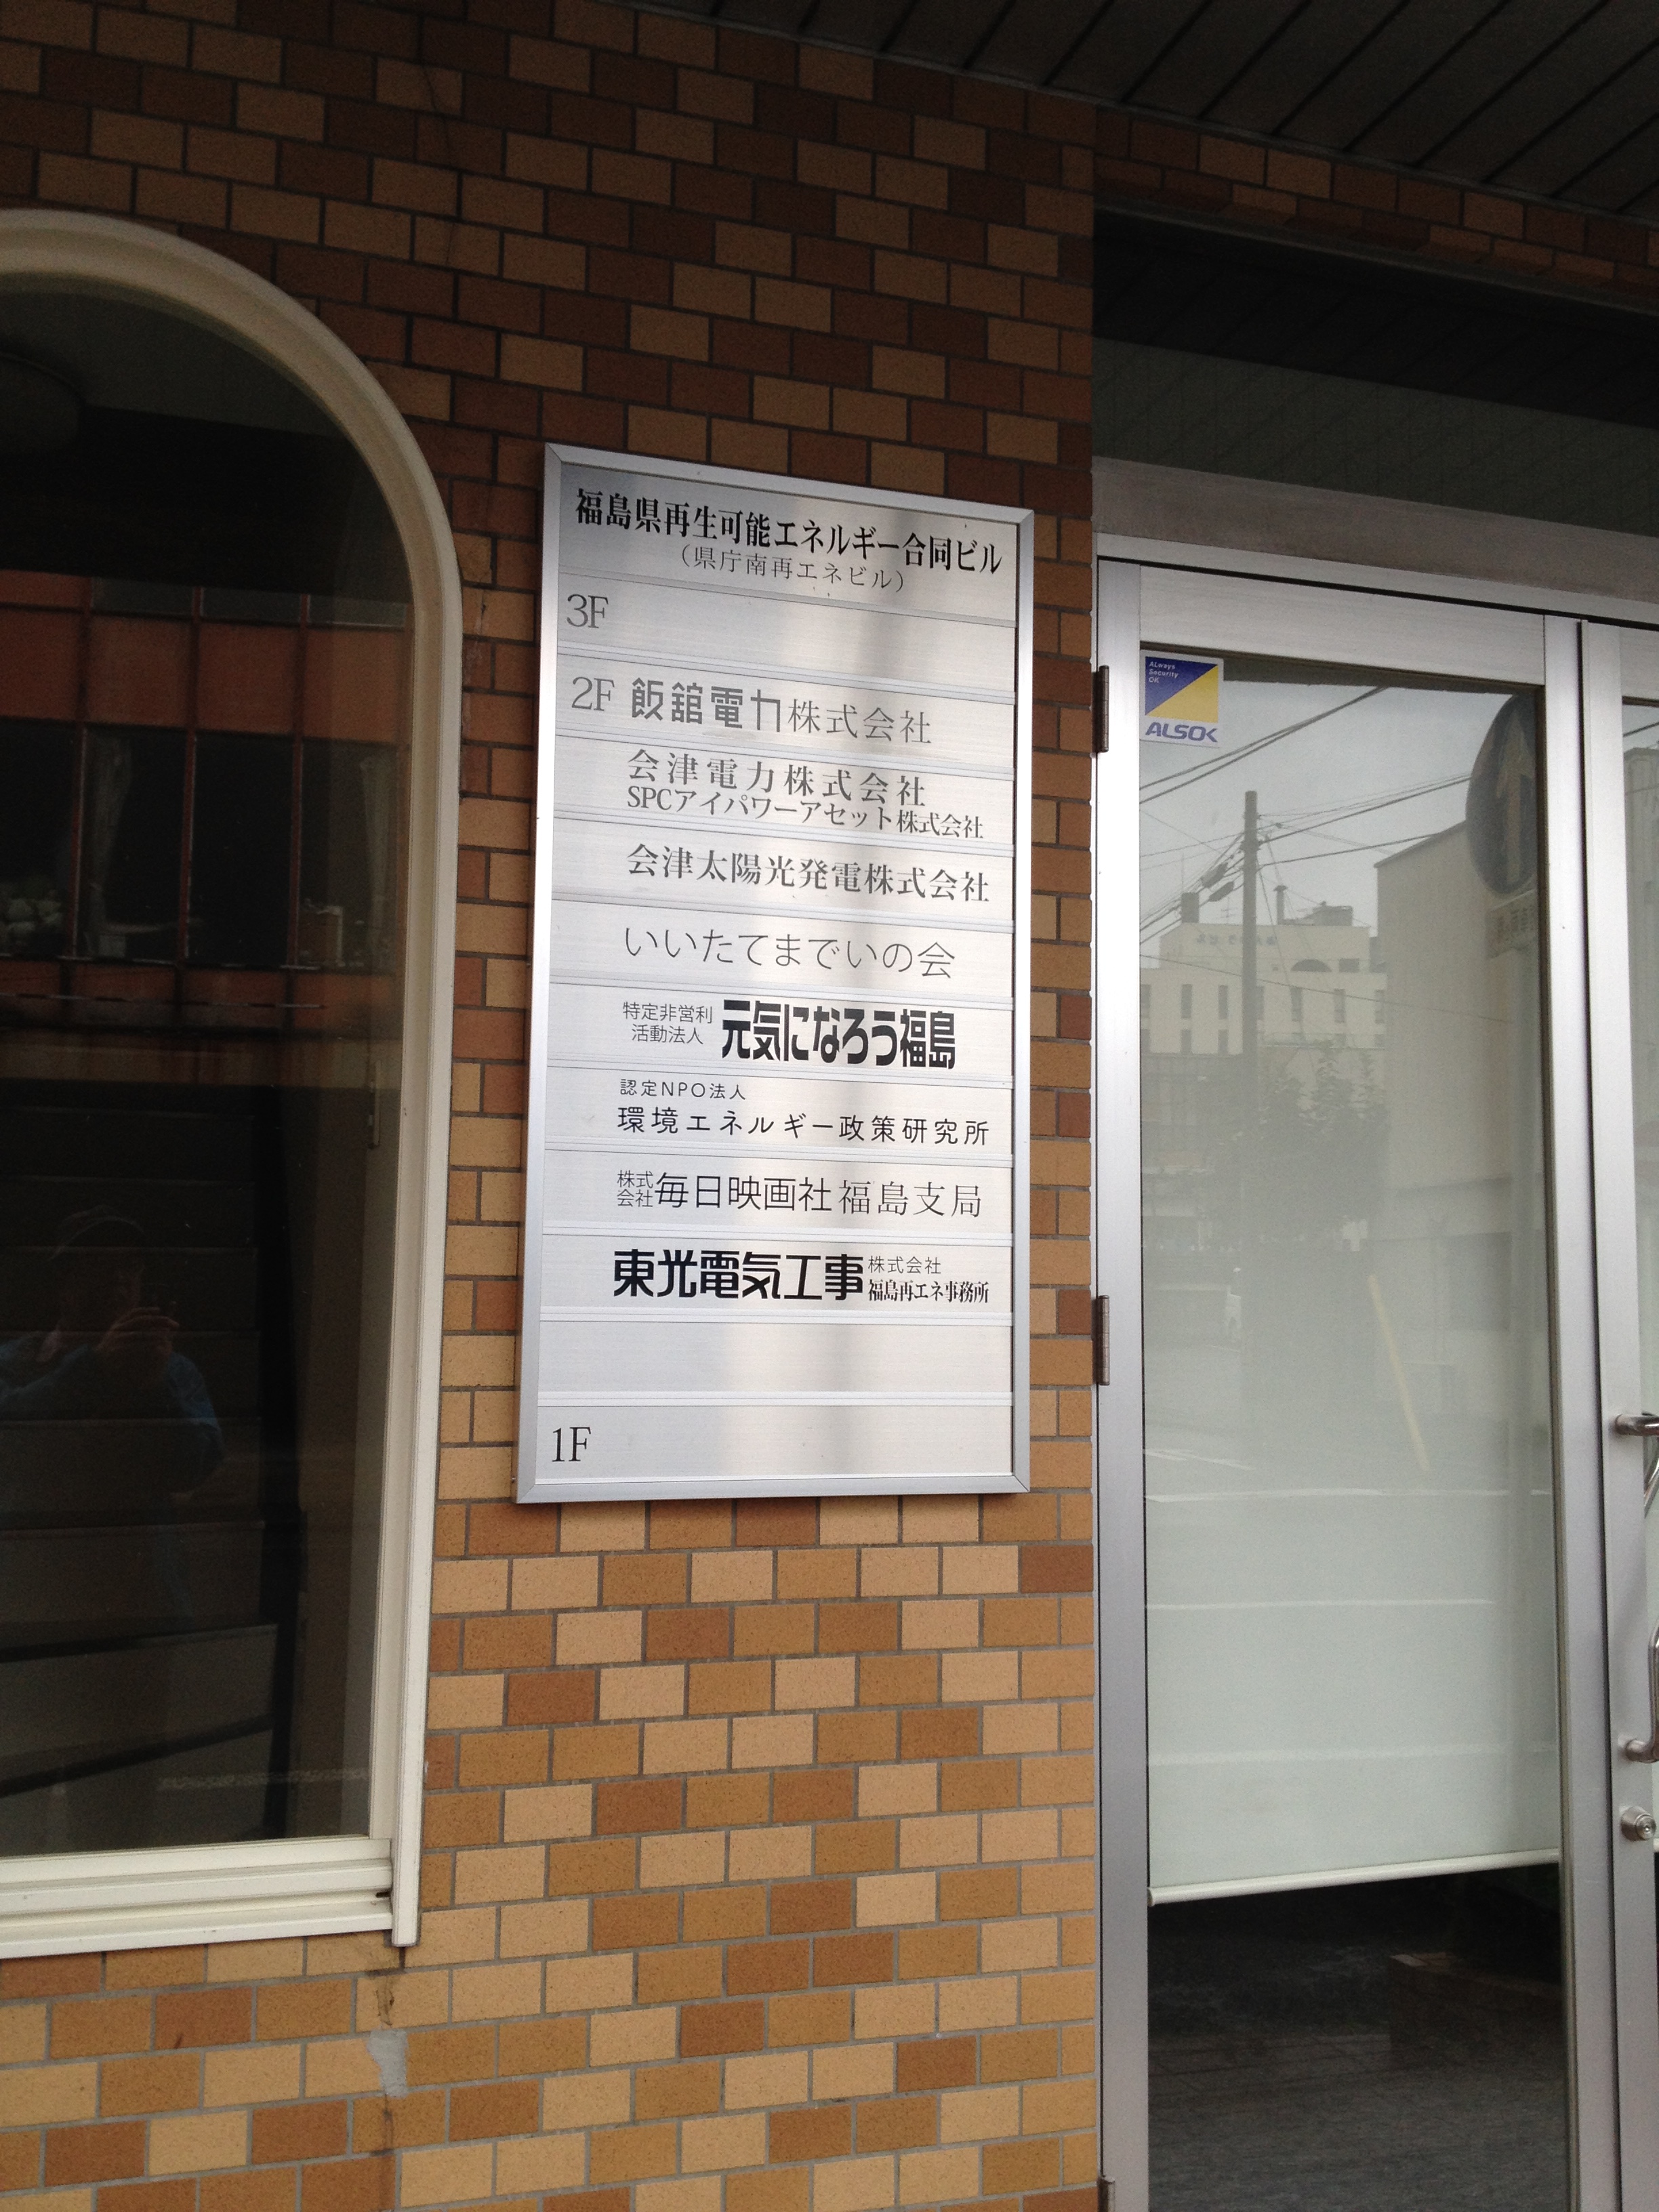 福島県再生可能エネルギー合同ビル
（県庁南再エネビル）
3F
2F 飯舘電力株式会社
会津電力株式会社
SPCアイパワーアセット株式会社
会津太陽光発電株式会社
いいたてまでいの会
特定非営利
活動法人 元気になろう福島
認定NPO法人
環境エネルギー政策研究所
株式
会社 毎日映画社福島支局
東光電気工事 株式会社
福島再エネ事務所
1F
ALways
Security
OK
ALSOK